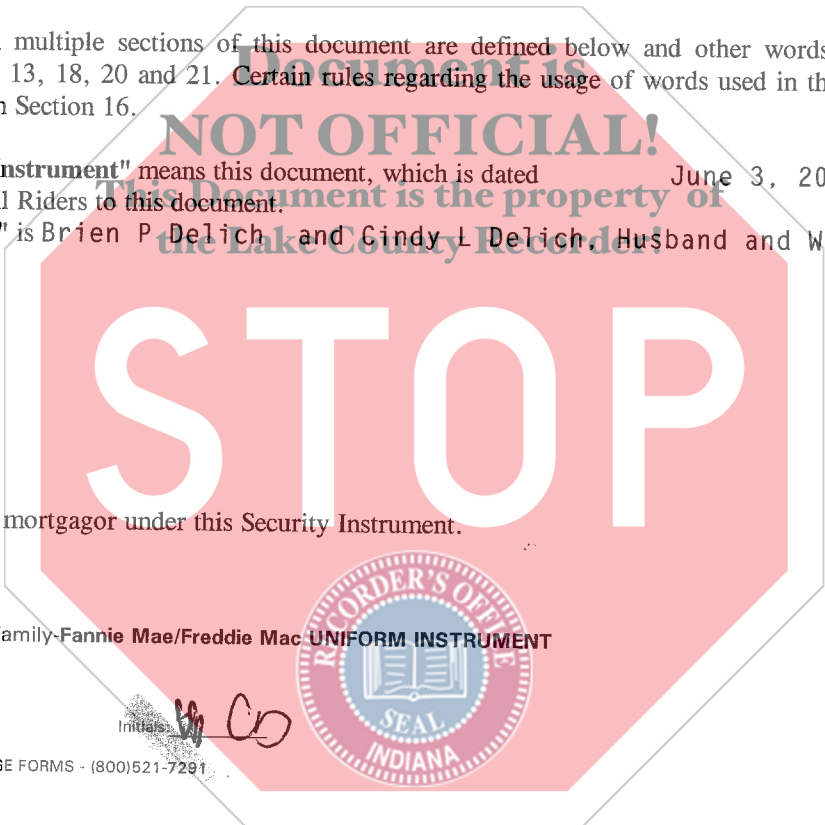 multiple sections of this document are defined below and other words
Document is
13, 18, 20 and 21. Certain rules regarding the usage of words used in th
Section 16.
NOT OFFICIAL!
nstrument" means this document, which is dated June 3, 20
This Document is the property of
l Riders to this document.
" is Brien P Delich and Cindy L Delich, Husband and W
the Lake County Recorder!
STOP
mortgagor under this Security Instrument.
RECORDER'S OFFICE
amily-Fannie Mae/Freddie Mac UNIFORM INSTRUMENT
SEAL
INDIANA
Initials:
GE FORMS - (800)521-7291